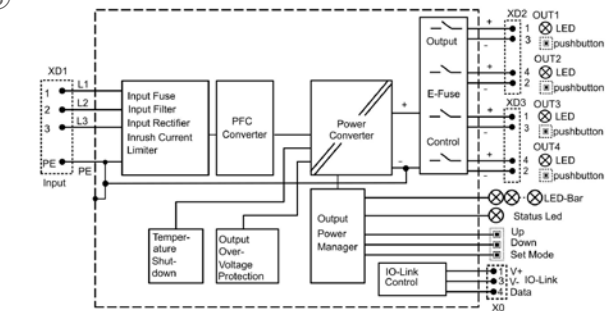 XD2 OUT1
+ 1 LED
Output - 3 pushbutton
OUT2
+ 4 LED
- 2 pushbutton
E-Fuse
XD3 OUT3
+ 1 LED
- 3 pushbutton
Control
OUT4
+ 4 LED
- 2 pushbutton
XD1
1 L1
2 L2
3 L3
PE PE
Input
Input Fuse
Input Filter
Input Rectifier
Inrush Current
Limiter
PFC
Converter
Power
Converter
+
-
Temper-
ature
Shut-
down
Output
Over-
Voltage
Protection
Output
Power
Manager
LED-Bar
Status Led
Up
Down
Set Mode
IO-Link
Control
1 V+
3 V- IO-Link
4 Data
X0